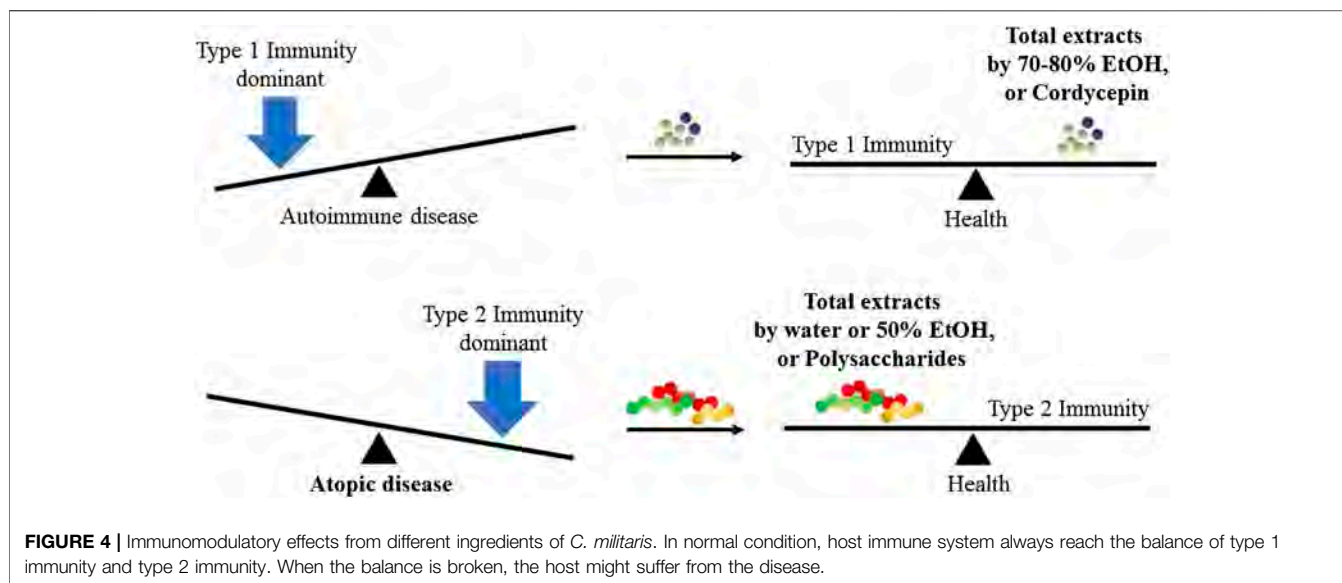 Type 1 Immunity
dominant
Autoimmune disease
Total extracts
by 70-80% EtOH,
or Cordycepin
Type 1 Immunity
Health
Type 2 Immunity
dominant
Atopic disease
Total extracts
by water or 50% EtOH,
or Polysaccharides
Type 2 Immunity
Health
FIGURE 4 | Immunomodulatory effects from different ingredients of C. militaris. In normal condition, host immune system always reach the balance of type 1
immunity and type 2 immunity. When the balance is broken, the host might suffer from the disease.